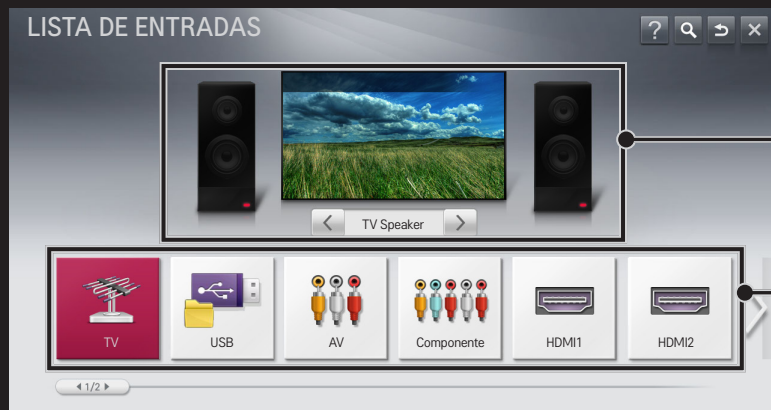 LISTA DE ENTRADAS
?
TV Speaker
TV
USB
AV
Componente
HDMI1
HDMI2
1/2